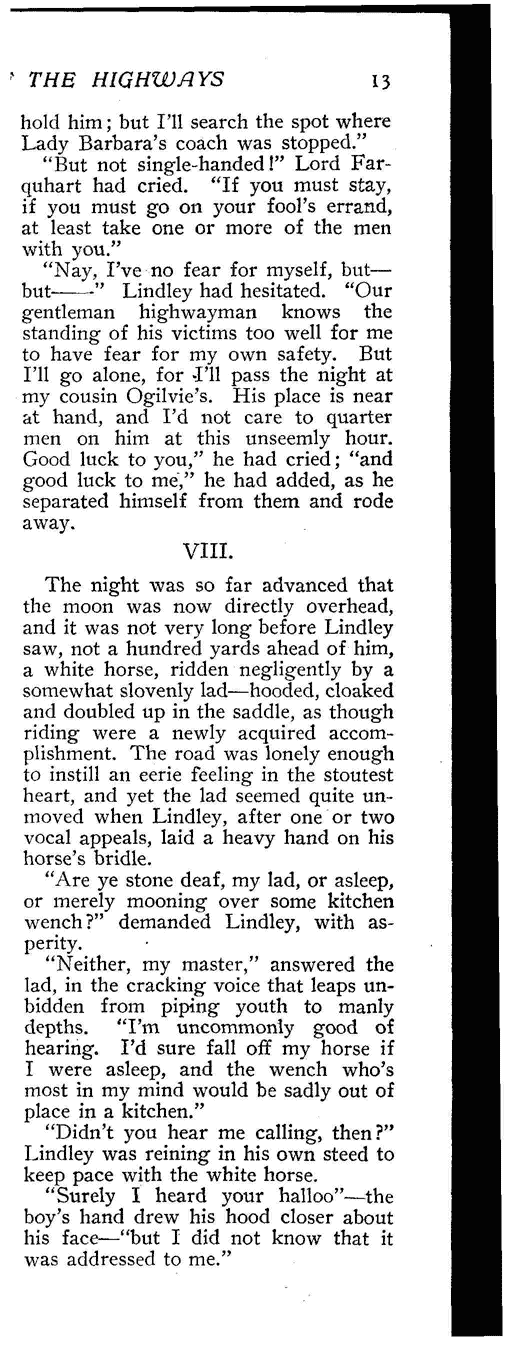 THE HIGHWAYS 13
hold him; but I'll search the spot where
Lady Barbara's coach was stopped."
"But not single-handed!" Lord Far-
quhart had cried. "If you must stay,
if you must go on your fool's errand,
at least take one or more of the men
with you."
"Nay, I've no fear for myself, but—
but——" Lindley had hesitated. "Our
gentleman highwayman knows the
standing of his victims too well for me
to have fear for my own safety. But
I'll go alone, for I'll pass the night at
my cousin Ogilvie's. His place is near
at hand, and I'd not care to quarter
men on him at this unseemly hour.
Good luck to you," he had cried; "and
good luck to me," he had added, as he
separated himself from them and rode
away.
VIII.
The night was so far advanced that
the moon was now directly overhead,
and it was not very long before Lindley
saw, not a hundred yards ahead of him,
a white horse, ridden negligently by a
somewhat slovenly lad—hooded, cloaked
and doubled up in the saddle, as though
riding were a newly acquired accom-
plishment. The road was lonely enough
to instill an eerie feeling in the stoutest
heart, and yet the lad seemed quite un-
moved when Lindley, after one or two
vocal appeals, laid a heavy hand on his
horse's bridle.
"Are ye stone deaf, my lad, or asleep,
or merely mooning over some kitchen
wench?" demanded Lindley, with as-
perity.
"Neither, my master," answered the
lad, in the cracking voice that leaps un-
bidden from piping youth to manly
depths. "I'm uncommonly good of
hearing. I'd sure fall off my horse if
I were asleep, and the wench who's
most in my mind would be sadly out of
place in a kitchen."
"Didn't you hear me calling, then?"
Lindley was reining in his own steed to
keep pace with the white horse.
"Surely I heard your halloo"—the
boy's hand drew his hood closer about
his face—"but I did not know that it
was addressed to me."